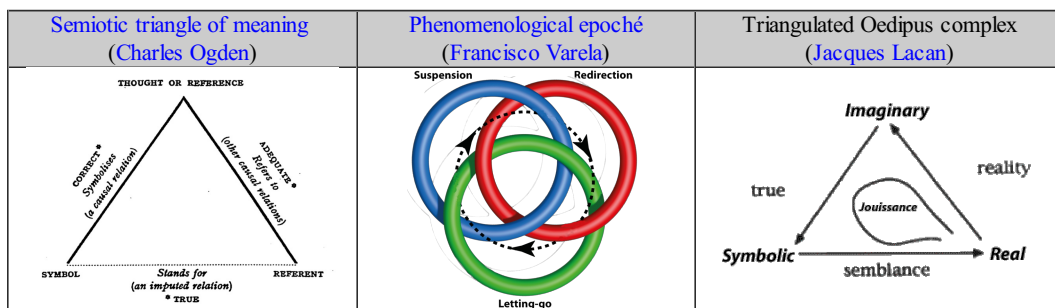 Semiotic triangle of meaning
(Charles Ogden)
Phenomenological epoché
(Francisco Varela)
Triangulated Oedipus complex
(Jacques Lacan)
THOUGHT OR REFERENCE
CORRECT*
Symbolises
(a causal relation)
ADEQUATE*
Refers to
(other causal relations)
SYMBOL
Stands for
(an imputed relation)
* TRUE
REFERENT
Suspension
Redirection
Letting-go
Imaginary
true
reality
Jouissance
Symbolic
semblance
Real